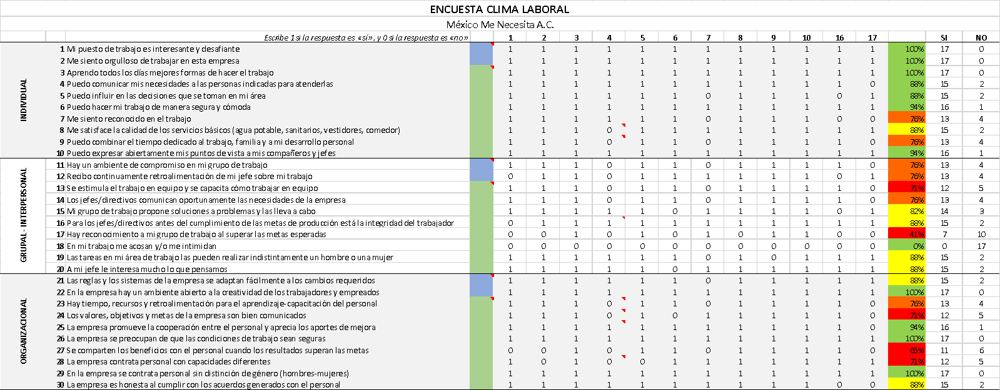 ENCUESTA CLIMA LABORAL
México Me Necesita A.C.
Escribe 1 si la respuesta es «sí», y 0 si la respuesta es «no» 1 2 3 4 5 6 7 8 9 10 16 17 SI NO
INDIVIDUAL
1 Mi puesto de trabajo es interesante y desafiante 1 1 1 1 1 1 1 1 1 1 1 1 100% 17 0
2 Me siento orgulloso de trabajar en esta empresa 1 1 1 1 1 1 1 1 1 1 1 1 100% 17 0
3 Aprendo todos los días mejores formas de hacer el trabajo 1 1 1 1 1 1 1 1 1 1 1 1 100% 17 0
4 Puedo comunicar mis necesidades a las personas indicadas para atenderlas 1 1 1 1 1 1 1 1 1 1 1 0 88% 15 2
5 Puedo influir en las decisiones que se toman en mi área 1 1 1 1 1 1 0 1 1 1 0 1 88% 15 2
6 Puedo hacer mi trabajo de manera segura y cómoda 1 1 1 1 1 1 1 1 1 1 1 1 94% 16 1
7 Me siento reconocido en el trabajo 1 1 1 1 1 1 0 1 1 1 0 0 76% 13 4
8 Me satisface la calidad de los servicios básicos (agua potable, sanitarios, vestidores, comedor) 1 1 1 0 1 1 1 1 1 1 1 1 88% 15 2
9 Puedo combinar el tiempo dedicado al trabajo, familia y a mi desarrollo personal 1 1 1 0 1 1 0 1 1 1 1 0 76% 13 4
10 Puedo expresar abiertamente mis puntos de vista a mis compañeros y jefes 1 1 1 1 1 1 1 1 1 1 1 1 94% 16 1
GRUPAL - INTERPERSONAL
11 Hay un ambiente de compromiso en mi grupo de trabajo 1 1 1 0 1 1 0 1 1 1 1 0 76% 13 4
12 Recibo continuamente retroalimentación de mi jefe sobre mi trabajo 0 1 1 1 1 1 1 1 1 1 0 1 76% 13 4
13 Se estimula el trabajo en equipo y se capacita cómo trabajar en equipo 1 1 1 0 1 1 0 1 1 1 1 0 71% 12 5
14 Los jefes/directivos comunican oportunamente las necesidades de la empresa 1 1 1 0 1 1 0 1 1 1 1 0 76% 13 4
15 Mi grupo de trabajo propone soluciones a problemas y las lleva a cabo 1 1 1 1 1 0 1 1 1 1 0 1 82% 14 3
16 Para los jefes/directivos antes del cumplimiento de las metas de producción está la integridad del trabajador 0 1 1 1 1 1 1 1 1 1 1 1 88% 15 2
17 Hay reconocimiento a mi grupo de trabajo al superar las metas esperadas 0 0 1 0 1 0 1 0 1 1 0 0 41% 7 10
18 En mi trabajo me acosan y/o me intimidan 0 0 0 0 0 0 0 0 0 0 0 0 0% 0 17
19 Las tareas en mi área de trabajo las pueden realizar indistintamente un hombre o una mujer 1 1 1 1 1 1 0 1 0 1 1 1 88% 15 2
20 A mi jefe le interesa mucho lo que pensamos 1 1 1 1 1 0 1 1 1 1 1 1 88% 15 2
ORGANIZACIONAL
21 Las reglas y los sistemas de la empresa se adaptan fácilmente a los cambios requeridos 1 1 1 1 1 1 0 1 1 1 1 1 88% 15 2
22 En la empresa hay un ambiente abierto a la creatividad de los trabajadores y empreados 1 1 1 1 1 1 1 1 1 1 1 1 100% 17 0
23 Hay tiempo, recursos y retroalimentación para el aprendizaje-capacitación del personal 1 1 1 0 1 1 1 1 1 1 1 0 76% 13 4
24 Los valores, objetivos y metas de la empresa son bien comunicados 1 1 1 0 1 0 1 1 1 1 1 0 71% 12 5
25 La empresa promueve la cooperación entre el personal y aprecia los aportes de mejora 1 1 1 1 1 1 1 1 1 1 1 0 94% 16 1
26 La empresa se preocupan de que las condiciones de trabajo sean seguras 1 1 1 1 1 1 1 1 1 1 1 1 100% 17 0
27 Se comparten los beneficios con el personal cuando los resultados superan las metas 0 0 1 0 1 1 0 1 1 1 1 0 65% 11 6
28 La empresa contrata personal con capacidades diferentes 1 0 1 0 0 1 1 1 1 1 1 1 71% 12 5
29 En la empresa se contrata personal sin distinción de género (hombres-mujeres) 1 1 1 1 1 1 1 1 1 1 1 1 100% 17 0
30 La empresa es honesta al cumplir con los acuerdos generados con el personal 1 1 1 1 1 1 1 1 1 1 0 0 88% 15 2